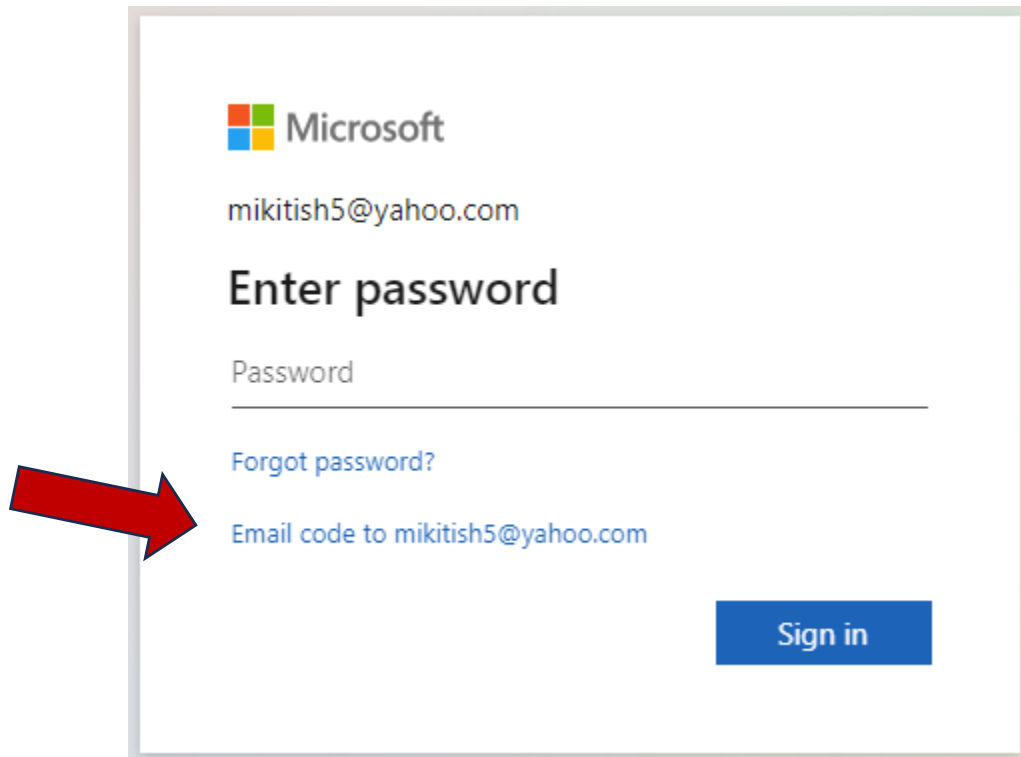 Microsoft
mikitish5@yahoo.com
Enter password
Password
Forgot password?
Email code to mikitish5@yahoo.com
Sign in